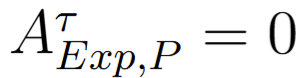 $A^{\tau}_{Exp,P} = 0$